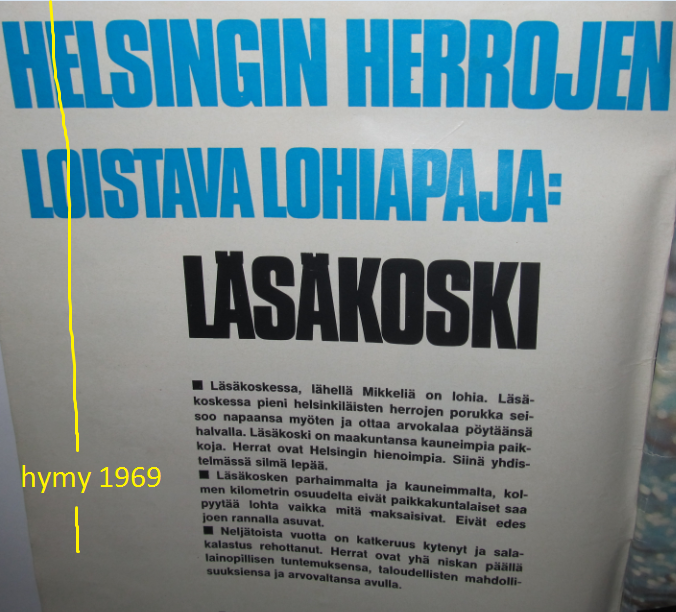 HELSINGIN HERROJEN
LOISTAVA LOHIAPAJA:
LÄSÄKOSKI
■ Läsäkoskessa, lähellä Mikkeliä on lohia. Läsä-
koskessa pieni helsinkiläisten herrojen porukka sei-
soo napaansa myöten ja ottaa arvokalaa pöytäänsä
halvalla. Läsäkoski on maakuntansa kauneimpia paik-
koja. Herrat ovat Helsingin hienoimpia. Siinä yhdis-
telmässä silmä lepää.
■ Läsäkosken parhaimmalta ja kauneimmalta, kol-
men kilometrin osuudelta eivät paikkakuntalaiset saa
pyytää lohta vaikka mitä maksaisivat. Eivät edes
joen rannalla asuvat.
■ Neljätoista vuotta on katkeruus kytenyt ja sala-
kalastus rehottanut. Herrat ovat yhä niskan päällä
lainopillisen tuntemuksensa, taloudellisten mahdolli-
suuksiensa ja arvovaltansa avulla.
hymy 1969